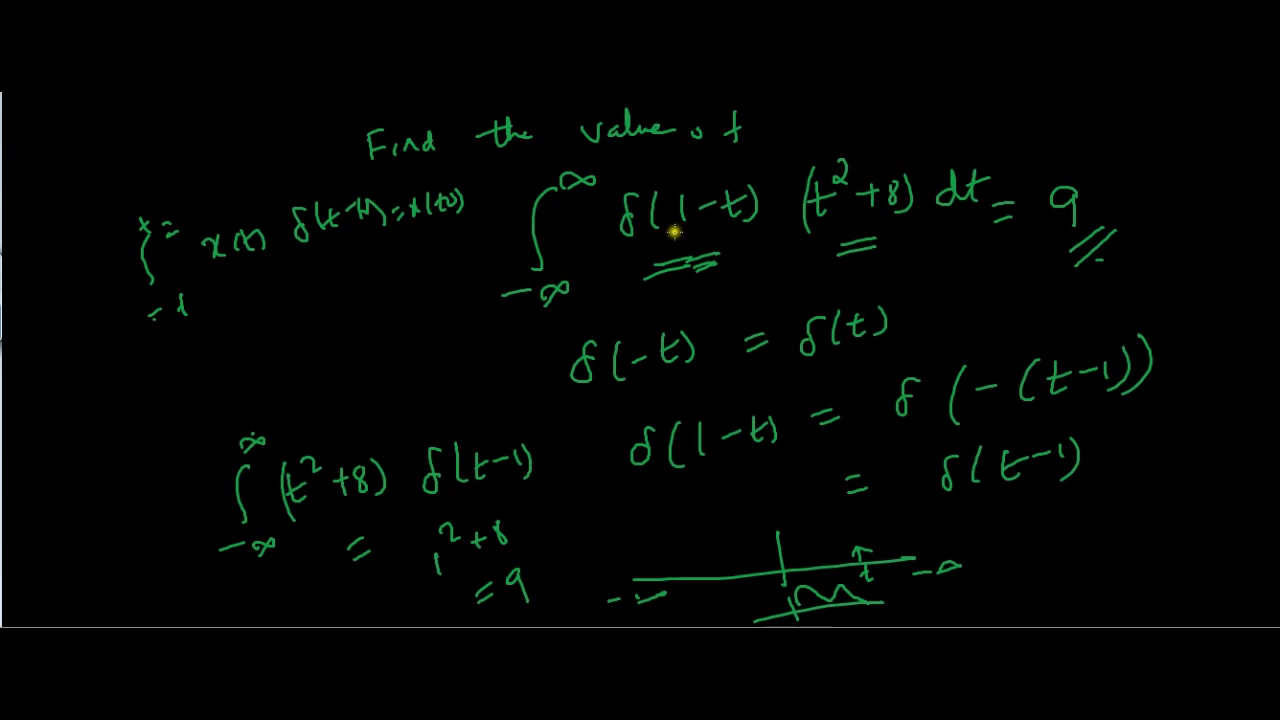 Find the value of
∫_{-∞}^{∞} δ(1-t) (t²+8) dt = 9
x(t) δ(t-t0) = x(t0)
δ(-t) = δ(t)
δ(1-t) = δ(-(t-1))
= δ(t-1)
∫_{-∞}^{∞} (t²+8) δ(t-1)
= 1²+8
= 9